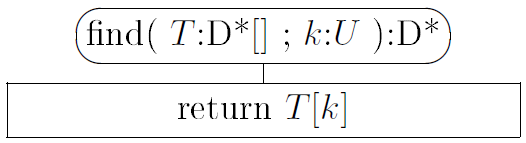 find( T:D*[] ; k:U ):D*
return T[k]